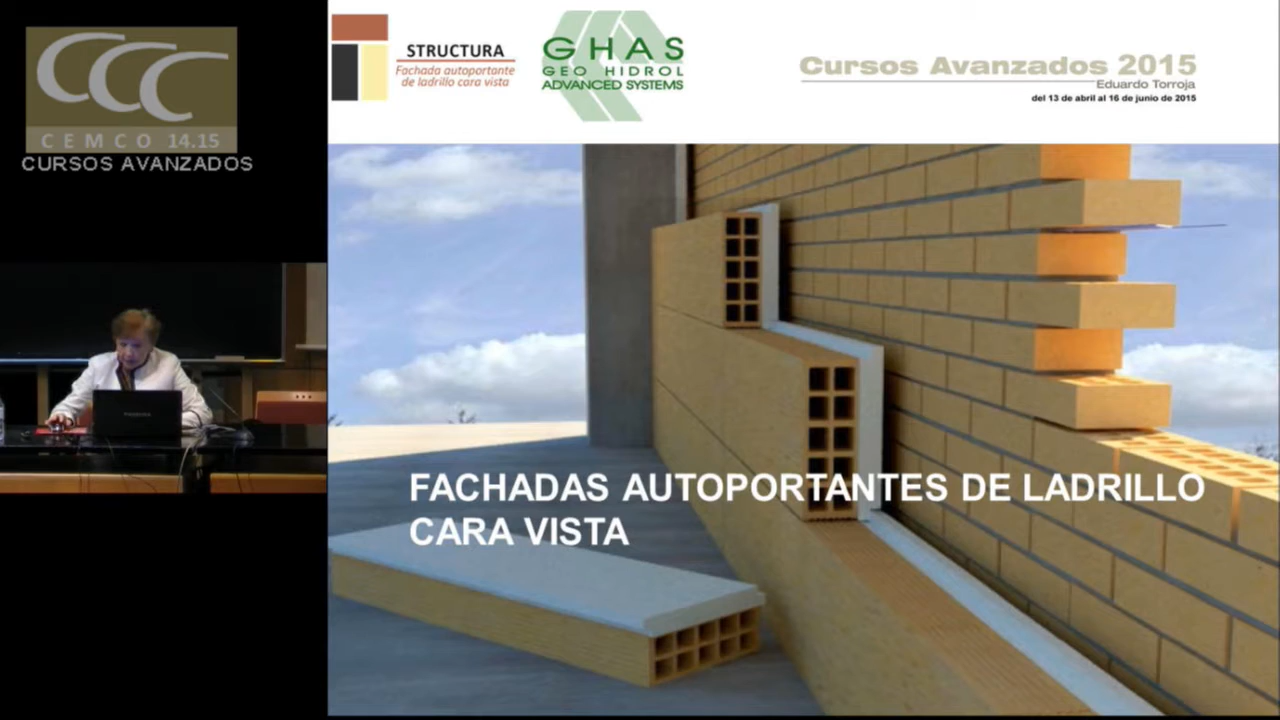 CCC
CEMCO 14.15
CURSOS AVANZADOS
STRUCTURA
Fachada autoportante
de ladrillo cara vista
GHAS
GEO HIDROL
ADVANCED SYSTEMS
Cursos Avanzados 2015
Eduardo Torroja
del 13 de abril al 16 de junio de 2015
FACHADAS AUTOPORTANTES DE LADRILLO
CARA VISTA